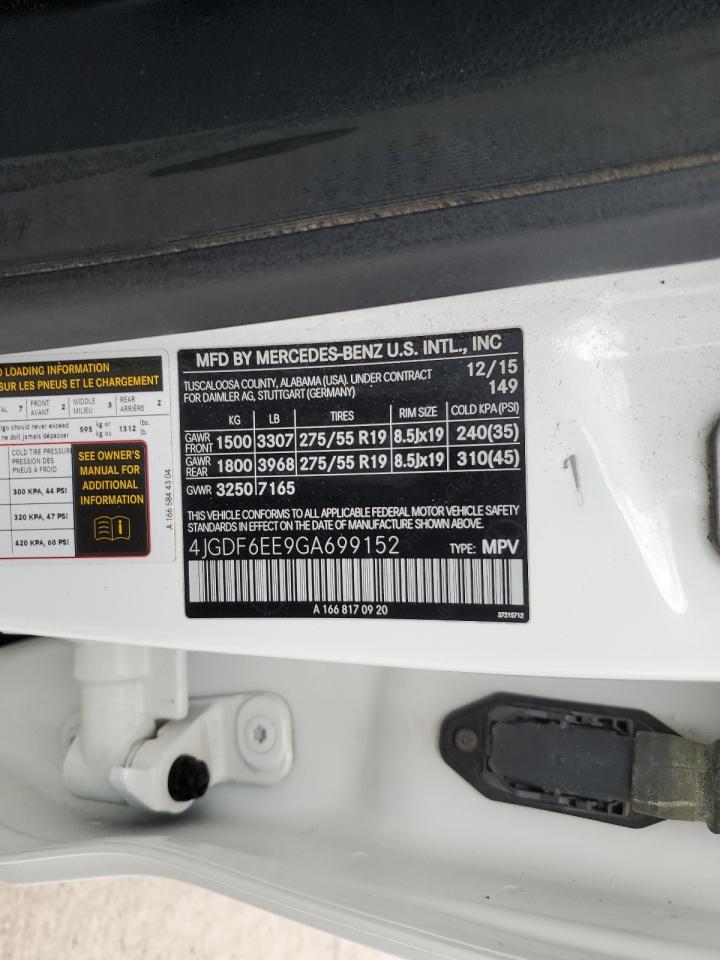 D LOADING INFORMATION
SUR LES PNEUS ET LE CHARGEMENT
TAL 7 FRONT AVANT 2 MIDDLE MILIEU 3 REAR ARRIÈRE 2
rgo should never exceed 595 kg or 1312 lbs.
ne doit jamais dépasser kg ou lb.
COLD TIRE PRESSURE
PRESSION DES
PNEUS À FROID
300 KPA, 44 PSI
320 KPA, 47 PSI
420 KPA, 60 PSI
SEE OWNER'S
MANUAL FOR
ADDITIONAL
INFORMATION
A 166 584 43 04
MFD BY MERCEDES-BENZ U.S. INTL., INC
TUSCALOOSA COUNTY, ALABAMA (USA). UNDER CONTRACT 12/15
FOR DAIMLER AG, STUTTGART (GERMANY) 149
KG LB TIRES RIM SIZE COLD KPA (PSI)
GAWR FRONT 1500 3307 275/55 R19 8.5Jx19 240(35)
GAWR REAR 1800 3968 275/55 R19 8.5Jx19 310(45)
GVWR 3250 7165
THIS VEHICLE CONFORMS TO ALL APPLICABLE FEDERAL MOTOR VEHICLE SAFETY
STANDARDS IN EFFECT ON THE DATE OF MANUFACTURE SHOWN ABOVE.
4JGDF6EE9GA699152 TYPE: MPV
A 166 817 09 20 37215712